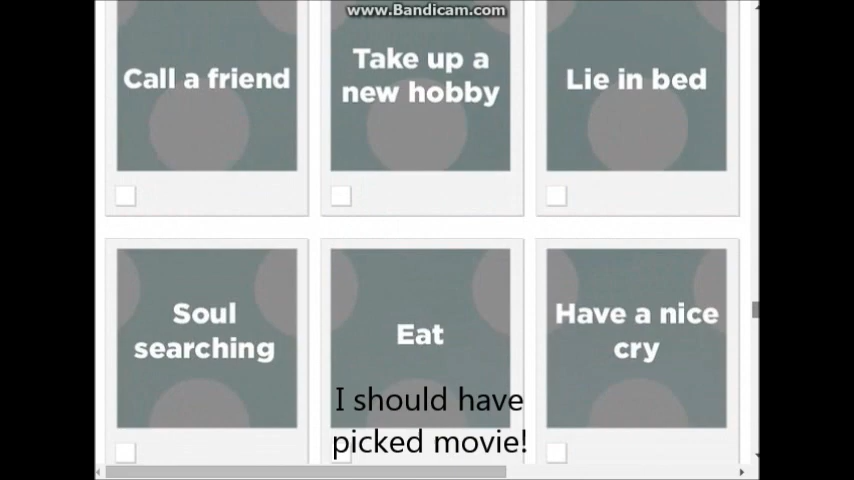 www.Bandicam.com
Call a friend
Take up a
new hobby
Lie in bed
Soul
searching
Eat
Have a nice
cry
I should have
picked movie!